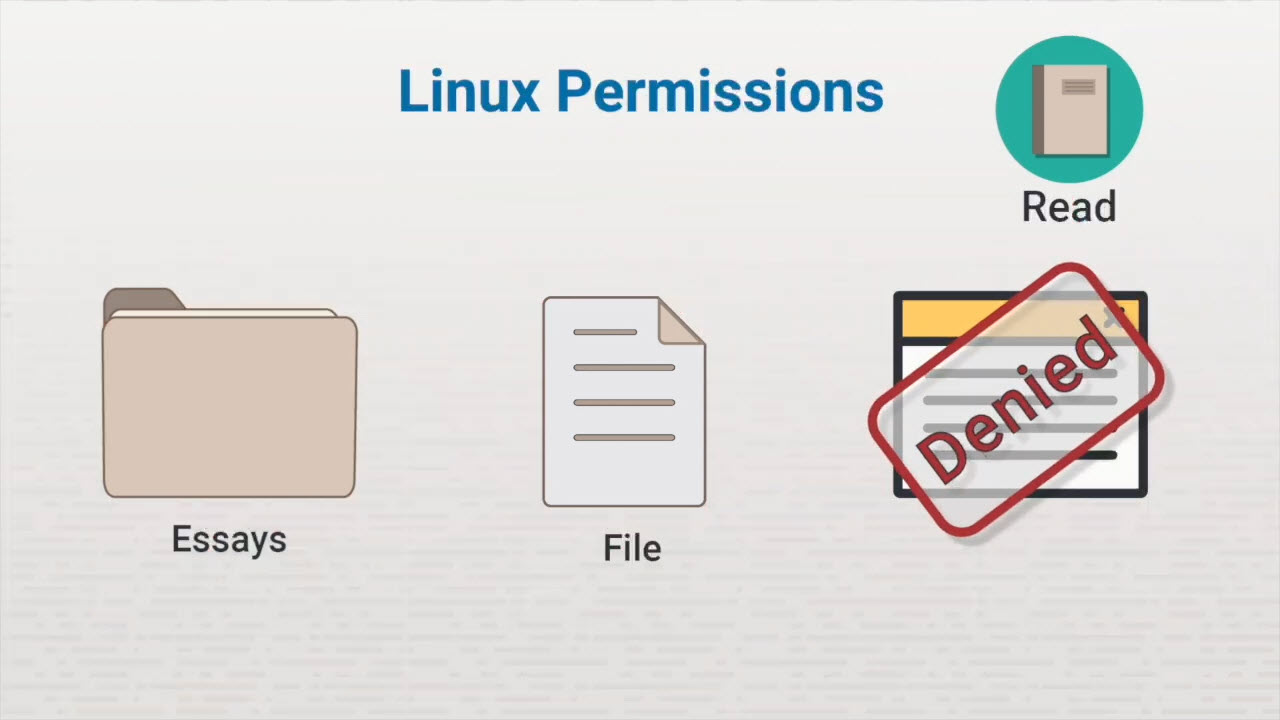 Linux Permissions
Read
Denied
Essays
File